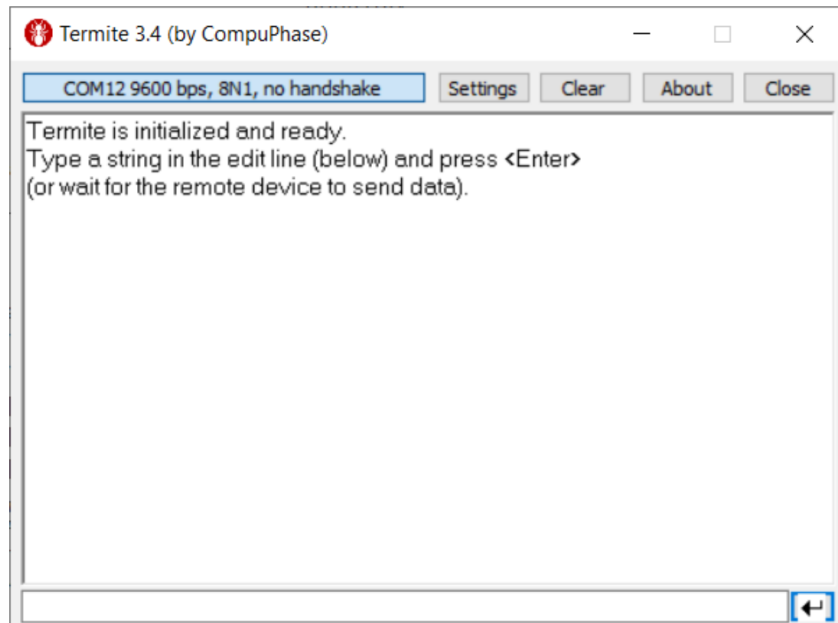 Termite 3.4 (by CompuPhase)
COM12 9600 bps, 8N1, no handshake Settings Clear About Close
Termite is initialized and ready.
Type a string in the edit line (below) and press <Enter>
(or wait for the remote device to send data).